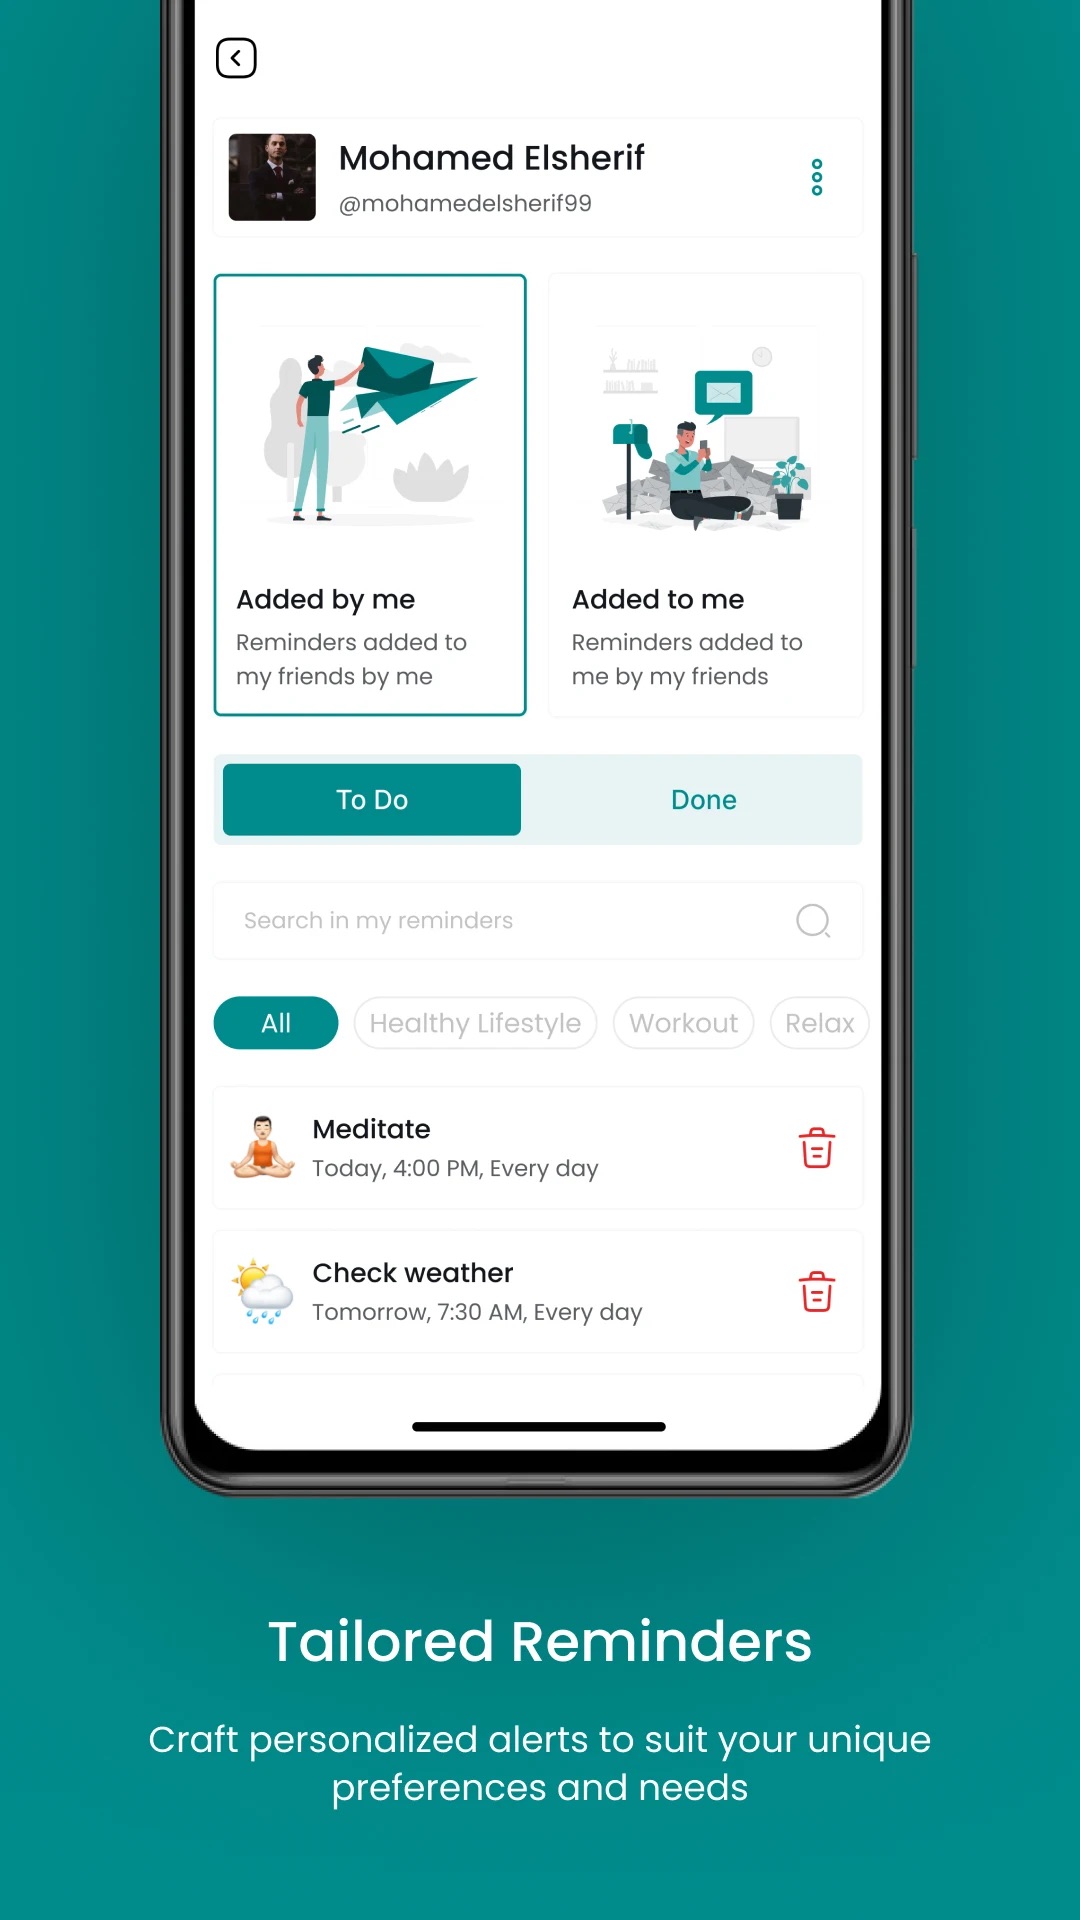 Mohamed Elsherif
@mohamedelsherif99
Added by me
Reminders added to
my friends by me
Added to me
Reminders added to
me by my friends
To Do
Done
Search in my reminders
All
Healthy Lifestyle
Workout
Relax
Meditate
Today, 4:00 PM, Every day
Check weather
Tomorrow, 7:30 AM, Every day
Tailored Reminders
Craft personalized alerts to suit your unique
preferences and needs